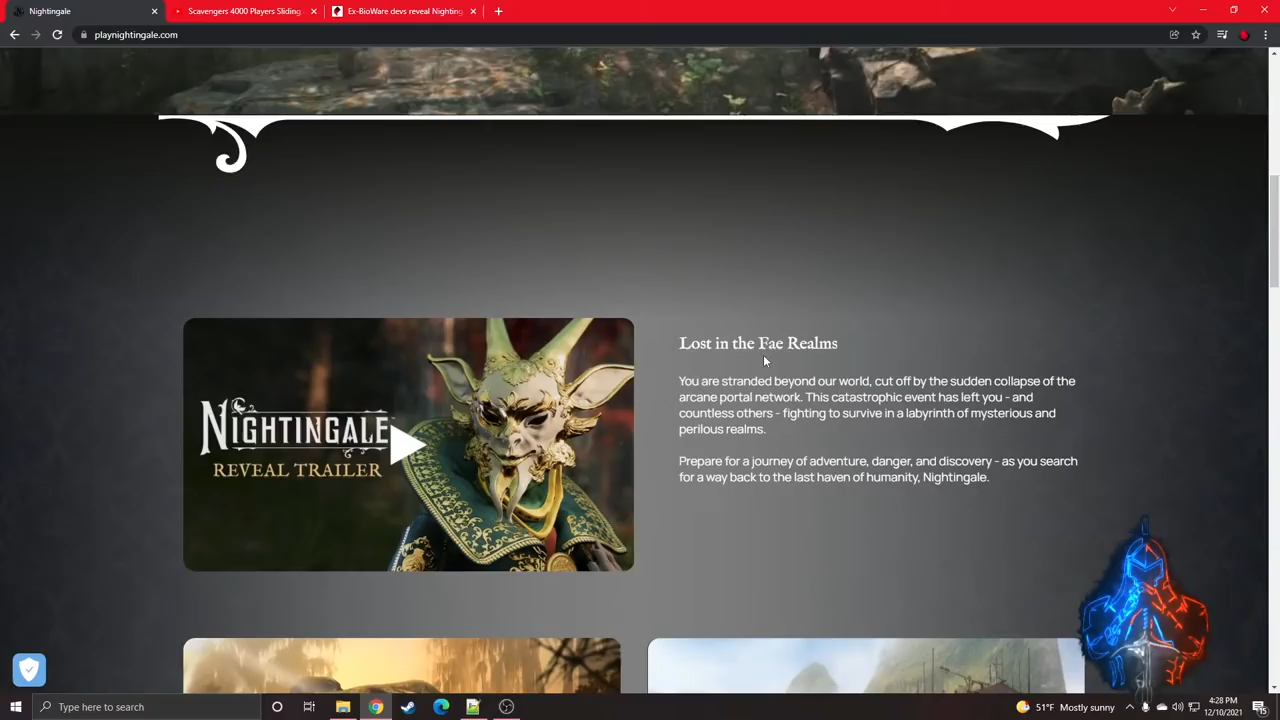 Nightingale
Scavengers 4000 Players Sliding
Ex-BioWare devs reveal Nighting
playnightingale.com
NIGHTINGALE
REVEAL TRAILER
Lost in the Fae Realms
You are stranded beyond our world, cut off by the sudden collapse of the
arcane portal network. This catastrophic event has left you - and
countless others - fighting to survive in a labyrinth of mysterious and
perilous realms.
Prepare for a journey of adventure, danger, and discovery - as you search
for a way back to the last haven of humanity, Nightingale.
Type here to search
51°F Mostly sunny
4:28 PM
12/10/2021
15